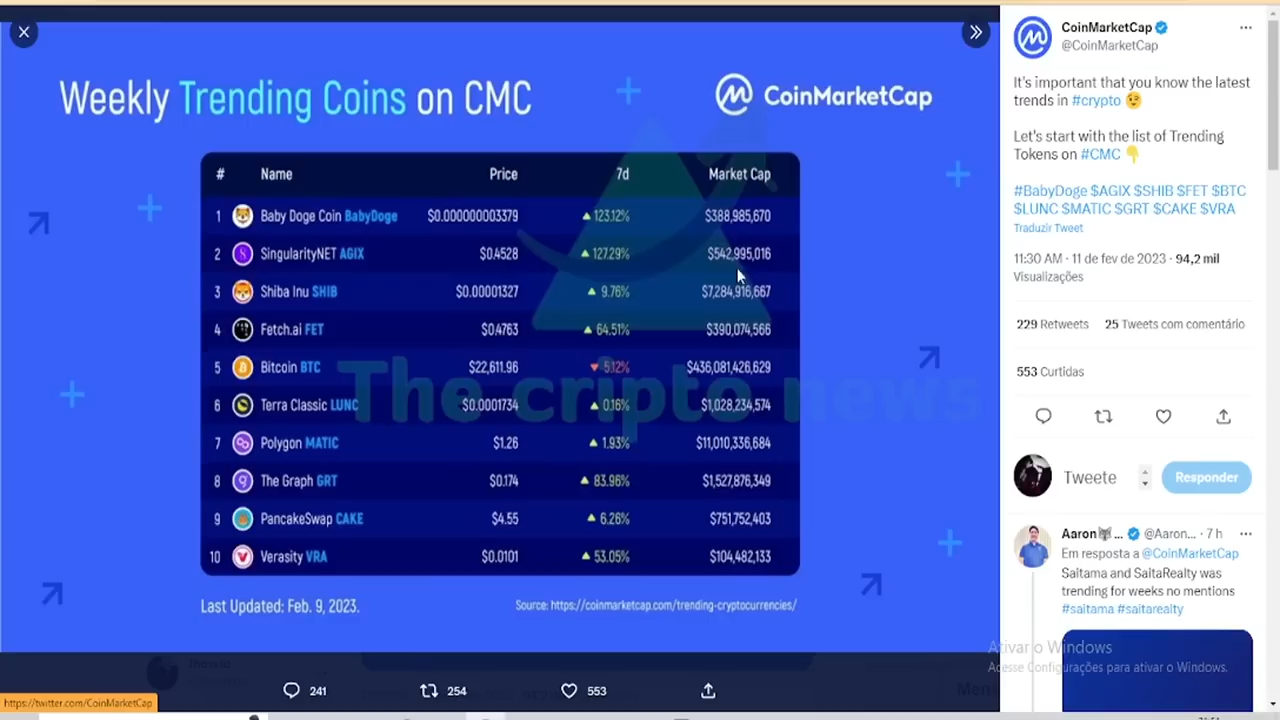 Weekly Trending Coins on CMC
CoinMarketCap
# Name Price 7d Market Cap
1 Baby Doge Coin BabyDoge $0.000000003379 ▲ 123.12% $388,985,670
2 SingularityNET AGIX $0.4528 ▲ 127.29% $542,995,016
3 Shiba Inu SHIB $0.00001327 ▲ 9.76% $7,284,916,667
4 Fetch.ai FET $0.4763 ▲ 64.51% $390,074,566
5 Bitcoin BTC $22,611.96 ▼ 5.12% $436,081,426,629
6 Terra Classic LUNC $0.0001734 ▲ 0.16% $1,028,234,574
7 Polygon MATIC $1.26 ▲ 1.93% $11,010,336,684
8 The Graph GRT $0.174 ▲ 83.96% $1,527,876,349
9 PancakeSwap CAKE $4.55 ▲ 6.26% $751,752,403
10 Verasity VRA $0.0101 ▲ 53.05% $104,482,133
The cripto news
Last Updated: Feb. 9, 2023.
Source: https://coinmarketcap.com/trending-cryptocurrencies/
241 254 553
https://twitter.com/CoinMarketCap
CoinMarketCap
@CoinMarketCap
It's important that you know the latest
trends in #crypto 😉
Let's start with the list of Trending
Tokens on #CMC 👇
#BabyDoge $AGIX $SHIB $FET $BTC
$LUNC $MATIC $GRT $CAKE $VRA
Traduzir Tweet
11:30 AM · 11 de fev de 2023 · 94,2 mil
Visualizações
229 Retweets 25 Tweets com comentário
553 Curtidas
Tweete
Responder
Aaron... @Aaron... · 7 h
Em resposta a @CoinMarketCap
Saitama and SaitaRealty was
trending for weeks no mentions
#saitama #saitarealty
Ativar o Windows
Acesse Configurações para ativar o Windows.